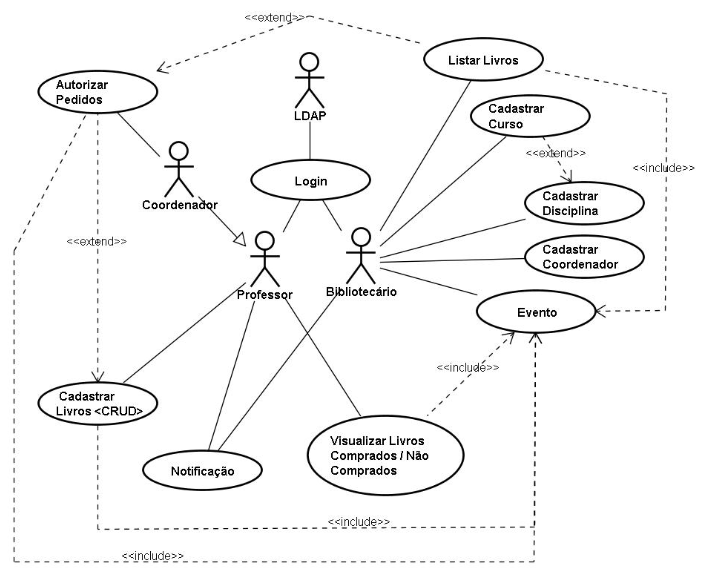 <<extend>>
Listar Livros
Autorizar
Pedidos
LDAP
Cadastrar
Curso
<<extend>>
<<include>>
Login
Coordenador
Cadastrar
Disciplina
<<extend>>
Cadastrar
Coordenador
Professor
Bibliotecário
Evento
<<include>>
Cadastrar
Livros <CRUD>
Visualizar Livros
Comprados / Não
Comprados
Notificação
<<include>>
<<include>>